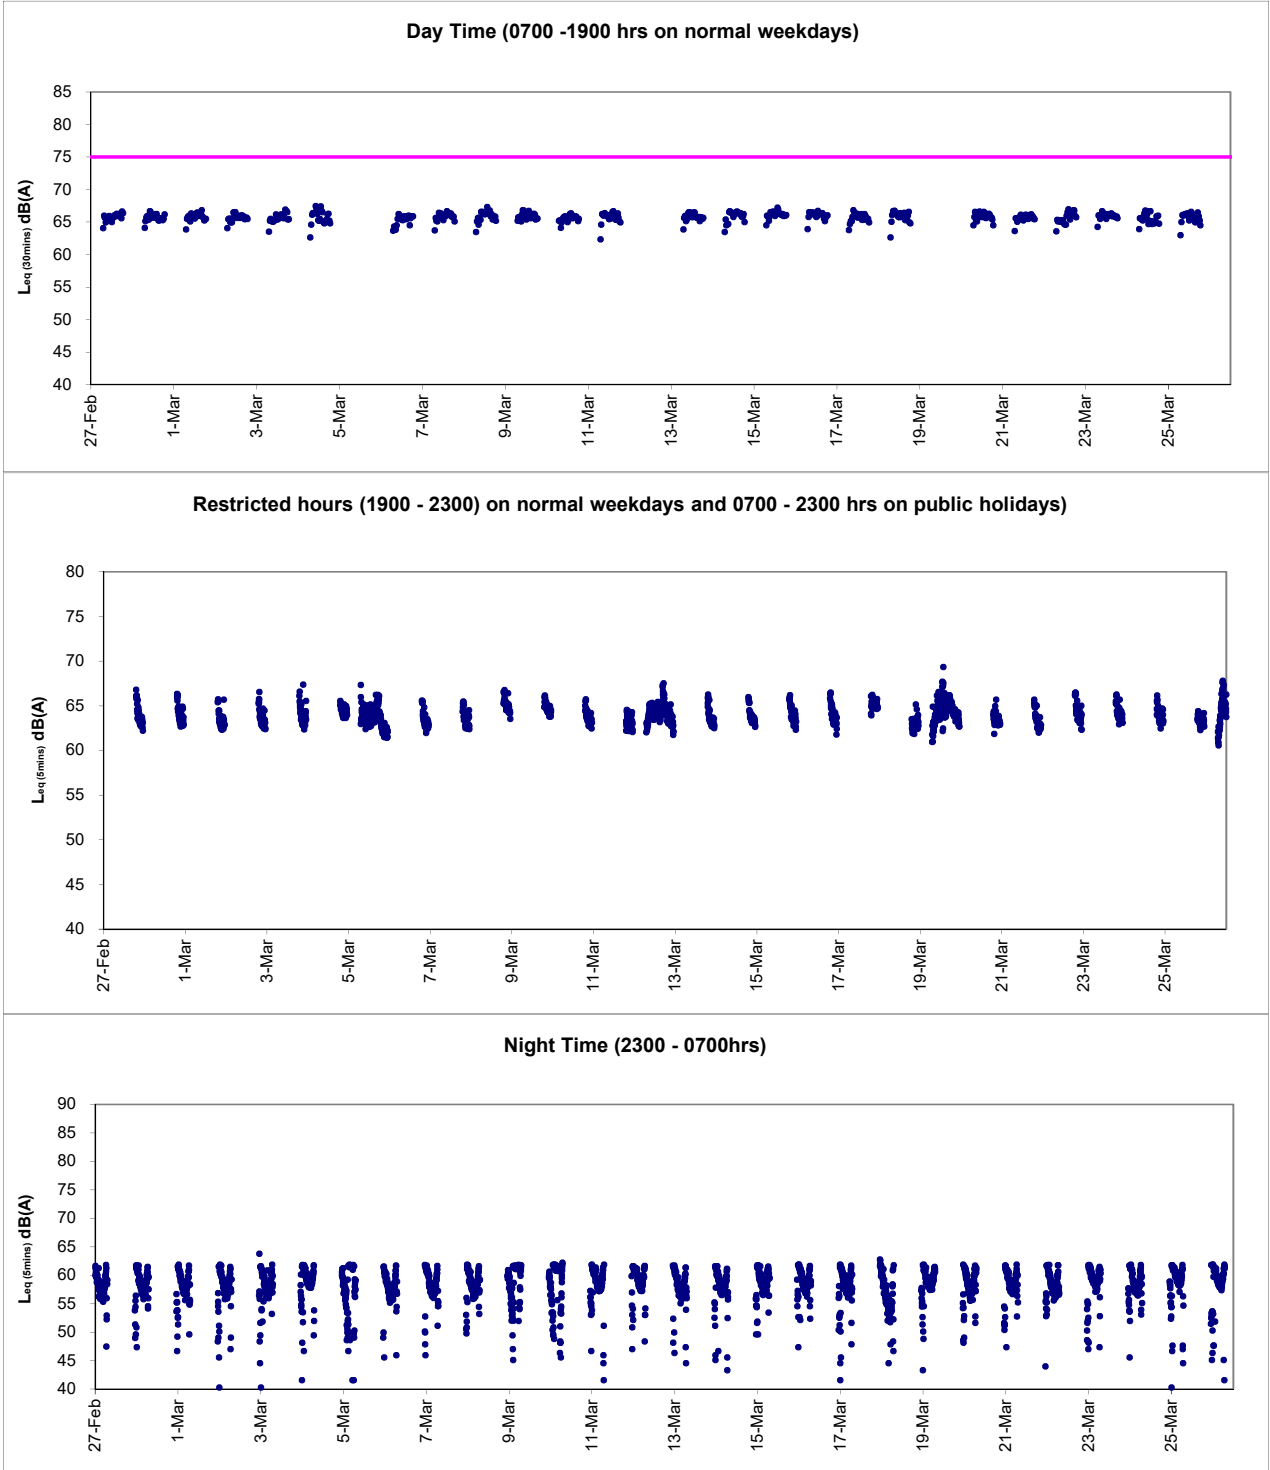 Day Time (0700 -1900 hrs on normal weekdays)
85
80
75
70
65
60
55
50
45
40
Leq (30mins) dB(A)
27-Feb
1-Mar
3-Mar
5-Mar
7-Mar
9-Mar
11-Mar
13-Mar
15-Mar
17-Mar
19-Mar
21-Mar
23-Mar
25-Mar
Restricted hours (1900 - 2300) on normal weekdays and 0700 - 2300 hrs on public holidays)
80
75
70
65
60
55
50
45
40
Leq (5mins) dB(A)
27-Feb
1-Mar
3-Mar
5-Mar
7-Mar
9-Mar
11-Mar
13-Mar
15-Mar
17-Mar
19-Mar
21-Mar
23-Mar
25-Mar
Night Time (2300 - 0700hrs)
90
85
80
75
70
65
60
55
50
45
40
Leq (5mins) dB(A)
27-Feb
1-Mar
3-Mar
5-Mar
7-Mar
9-Mar
11-Mar
13-Mar
15-Mar
17-Mar
19-Mar
21-Mar
23-Mar
25-Mar